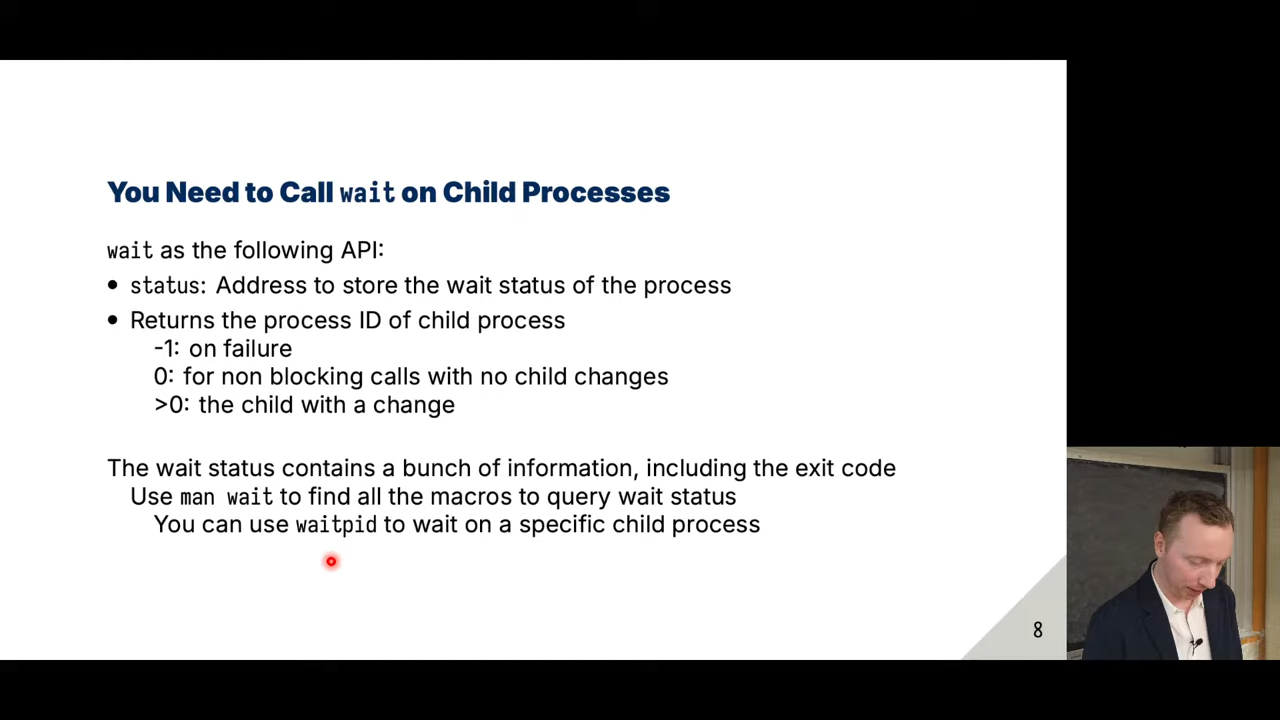 You Need to Call wait on Child Processes
wait as the following API:
• status: Address to store the wait status of the process
• Returns the process ID of child process
-1: on failure
0: for non blocking calls with no child changes
>0: the child with a change
The wait status contains a bunch of information, including the exit code
Use man wait to find all the macros to query wait status
You can use waitpid to wait on a specific child process
8